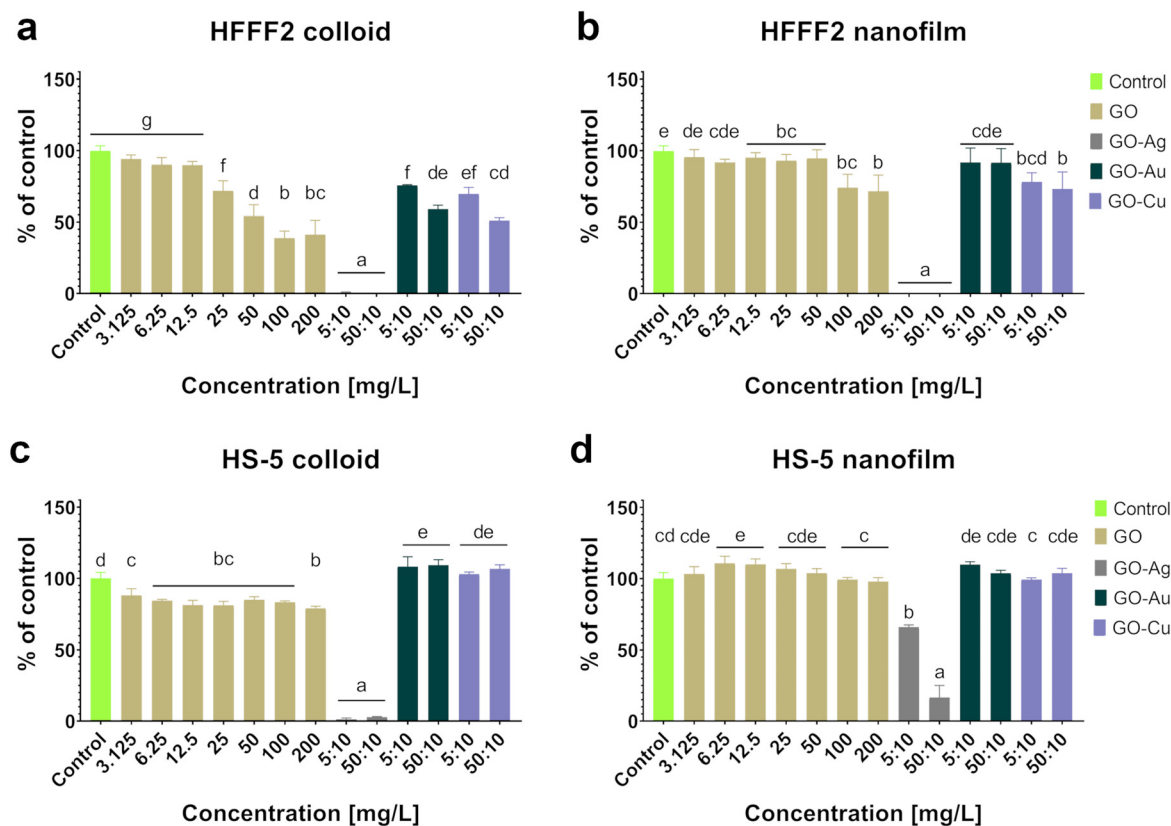 a
HFFF2 colloid
% of control
150
100
50
0
g
f
d
b
bc
a
f
de
ef
cd
Control
3.125
6.25
12.5
25
50
100
200
5:10
50:10
5:10
50:10
5:10
50:10
Concentration [mg/L]
b
HFFF2 nanofilm
% of control
150
100
50
0
e
de
cde
bc
bc
b
a
cde
bcd
b
Control
3.125
6.25
12.5
25
50
100
200
5:10
50:10
5:10
50:10
5:10
50:10
Concentration [mg/L]
Control
GO
GO-Ag
GO-Au
GO-Cu
c
HS-5 colloid
% of control
150
100
50
0
d
c
bc
b
a
e
de
Control
3.125
6.25
12.5
25
50
100
200
5:10
50:10
5:10
50:10
5:10
50:10
Concentration [mg/L]
d
HS-5 nanofilm
% of control
150
100
50
0
cd
cde
e
cde
c
b
a
de
cde
c
cde
Control
3.125
6.25
12.5
25
50
100
200
5:10
50:10
5:10
50:10
5:10
50:10
Concentration [mg/L]
Control
GO
GO-Ag
GO-Au
GO-Cu